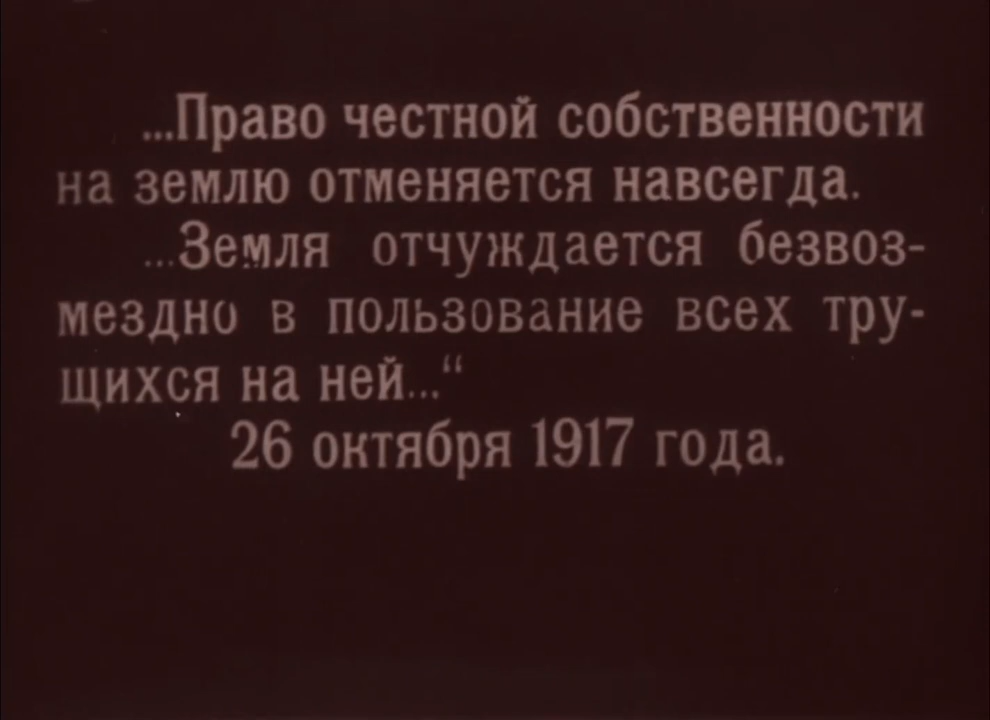 ...Право честной собственности
на землю отменяется навсегда.
...Земля отчуждается безвоз-
мездно в пользование всех тру-
щихся на ней..."
26 октября 1917 года.